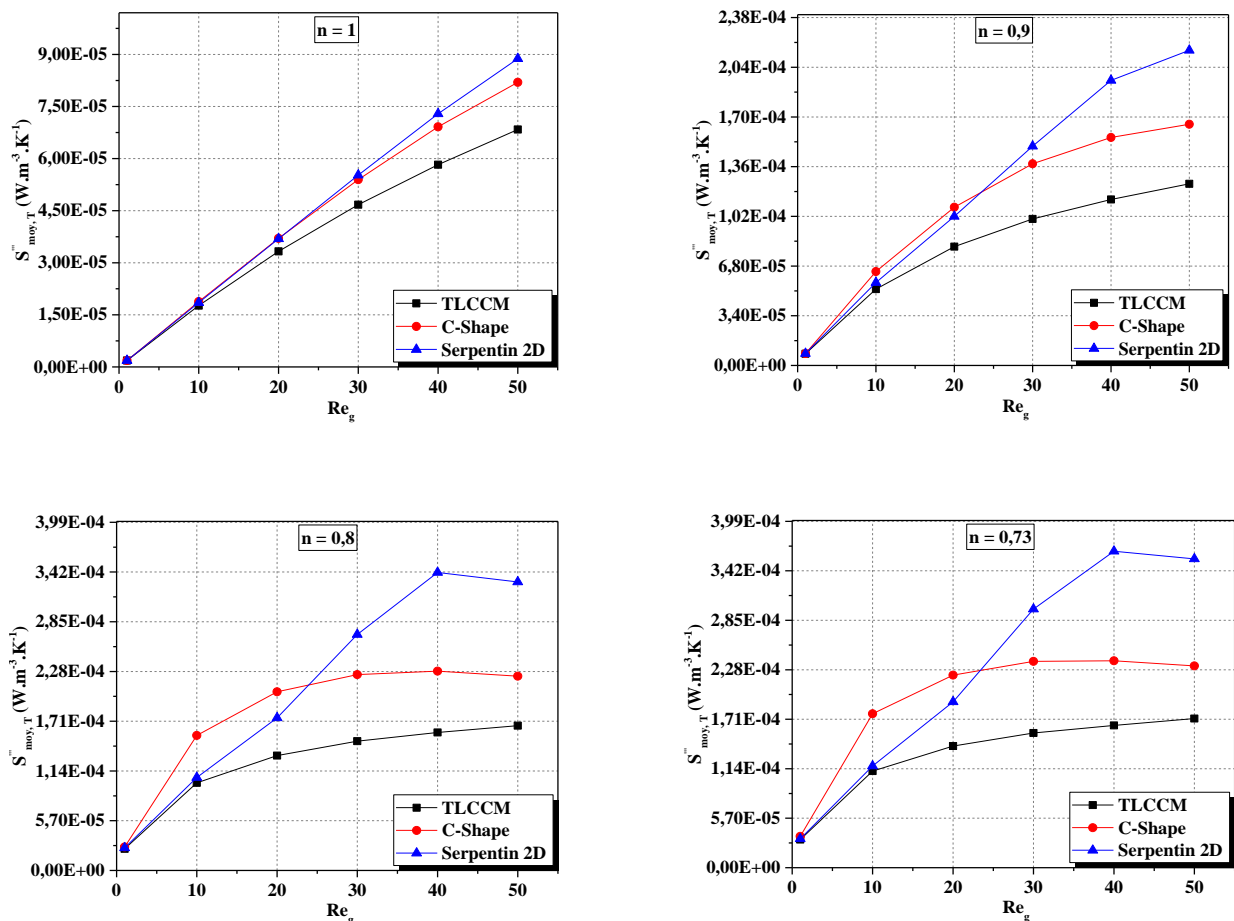 n = 1
S‴moy, T (W.m-3.K-1)
9,00E-05
7,50E-05
6,00E-05
4,50E-05
3,00E-05
1,50E-05
0,00E+00
TLCCM
C-Shape
Serpentin 2D
0 10 20 30 40 50
Reg
n = 0,9
S‴moy, T (W.m-3.K-1)
2,38E-04
2,04E-04
1,70E-04
1,36E-04
1,02E-04
6,80E-05
3,40E-05
0,00E+00
TLCCM
C-Shape
Serpentin 2D
0 10 20 30 40 50
Reg
n = 0,8
S‴moy, T (W.m-3.K-1)
3,99E-04
3,42E-04
2,85E-04
2,28E-04
1,71E-04
1,14E-04
5,70E-05
0,00E+00
TLCCM
C-Shape
Serpentin 2D
0 10 20 30 40 50
Reg
n = 0,73
S‴moy, T (W.m-3.K-1)
3,99E-04
3,42E-04
2,85E-04
2,28E-04
1,71E-04
1,14E-04
5,70E-05
0,00E+00
TLCCM
C-Shape
Serpentin 2D
0 10 20 30 40 50
Reg